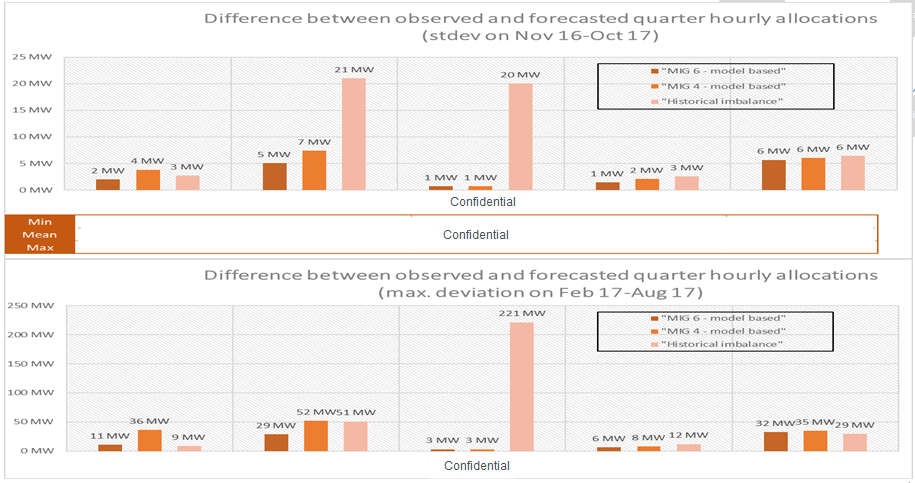 Difference between observed and forecasted quarter hourly allocations
(stdev on Nov 16-Oct 17)
25 MW
20 MW
15 MW
10 MW
5 MW
0 MW
2 MW 4 MW 3 MW
5 MW 7 MW 21 MW
1 MW 1 MW 20 MW
1 MW 2 MW 3 MW
6 MW 6 MW 6 MW
"MIG 6 - model based"
"MIG 4 - model based"
"Historical imbalance"
Confidential
Min
Mean
Max
Confidential
Difference between observed and forecasted quarter hourly allocations
(max. deviation on Feb 17-Aug 17)
250 MW
200 MW
150 MW
100 MW
50 MW
0 MW
11 MW 36 MW 9 MW
29 MW 52 MW 51 MW
3 MW 3 MW 221 MW
6 MW 8 MW 12 MW
32 MW 35 MW 29 MW
"MIG 6 - model based"
"MIG 4 - model based"
"Historical imbalance"
Confidential